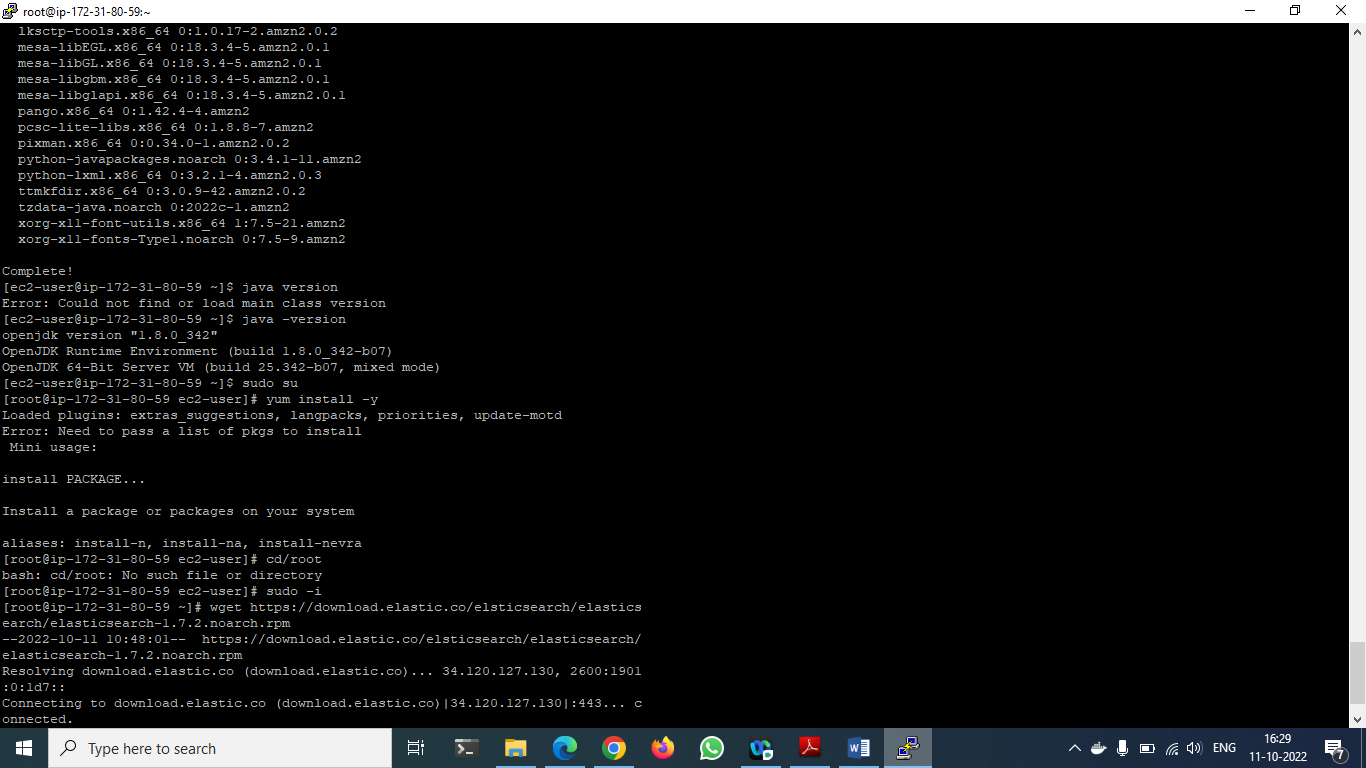 root@ip-172-31-80-59:~
  lksctp-tools.x86_64 0:1.0.17-2.amzn2.0.2
  mesa-libEGL.x86_64 0:18.3.4-5.amzn2.0.1
  mesa-libGL.x86_64 0:18.3.4-5.amzn2.0.1
  mesa-libgbm.x86_64 0:18.3.4-5.amzn2.0.1
  mesa-libglapi.x86_64 0:18.3.4-5.amzn2.0.1
  pango.x86_64 0:1.42.4-4.amzn2
  pcsc-lite-libs.x86_64 0:1.8.8-7.amzn2
  pixman.x86_64 0:0.34.0-1.amzn2.0.2
  python-javapackages.noarch 0:3.4.1-11.amzn2
  python-lxml.x86_64 0:3.2.1-4.amzn2.0.3
  ttmkfdir.x86_64 0:3.0.9-42.amzn2.0.2
  tzdata-java.noarch 0:2022c-1.amzn2
  xorg-x11-font-utils.x86_64 1:7.5-21.amzn2
  xorg-x11-fonts-Type1.noarch 0:7.5-9.amzn2
Complete!
[ec2-user@ip-172-31-80-59 ~]$ java version
Error: Could not find or load main class version
[ec2-user@ip-172-31-80-59 ~]$ java -version
openjdk version "1.8.0_342"
OpenJDK Runtime Environment (build 1.8.0_342-b07)
OpenJDK 64-Bit Server VM (build 25.342-b07, mixed mode)
[ec2-user@ip-172-31-80-59 ~]$ sudo su
[root@ip-172-31-80-59 ec2-user]# yum install -y
Loaded plugins: extras_suggestions, langpacks, priorities, update-motd
Error: Need to pass a list of pkgs to install
 Mini usage:
install PACKAGE...
Install a package or packages on your system
aliases: install-n, install-na, install-nevra
[root@ip-172-31-80-59 ec2-user]# cd/root
bash: cd/root: No such file or directory
[root@ip-172-31-80-59 ec2-user]# sudo -i
[root@ip-172-31-80-59 ~]# wget https://download.elastic.co/elsticsearch/elastics
earch/elasticsearch-1.7.2.noarch.rpm
--2022-10-11 10:48:01--  https://download.elastic.co/elsticsearch/elasticsearch/
elasticsearch-1.7.2.noarch.rpm
Resolving download.elastic.co (download.elastic.co)... 34.120.127.130, 2600:1901
:0:1d7::
Connecting to download.elastic.co (download.elastic.co)|34.120.127.130|:443... c
onnected.
Type here to search
ENG
16:29
11-10-2022
7